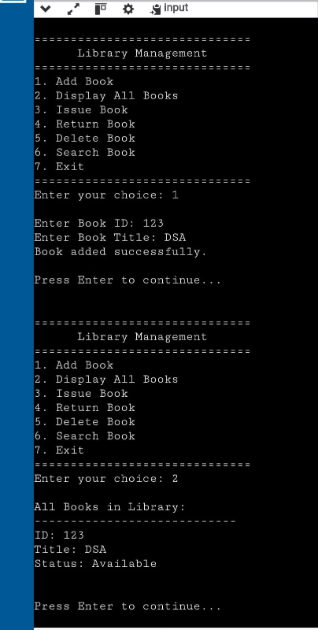 Input
==============================
Library Management
==============================
1. Add Book
2. Display All Books
3. Issue Book
4. Return Book
5. Delete Book
6. Search Book
7. Exit
==============================
Enter your choice: 1
Enter Book ID: 123
Enter Book Title: DSA
Book added successfully.
Press Enter to continue...
==============================
Library Management
==============================
1. Add Book
2. Display All Books
3. Issue Book
4. Return Book
5. Delete Book
6. Search Book
7. Exit
==============================
Enter your choice: 2
All Books in Library:
----------------------------
ID: 123
Title: DSA
Status: Available
Press Enter to continue...